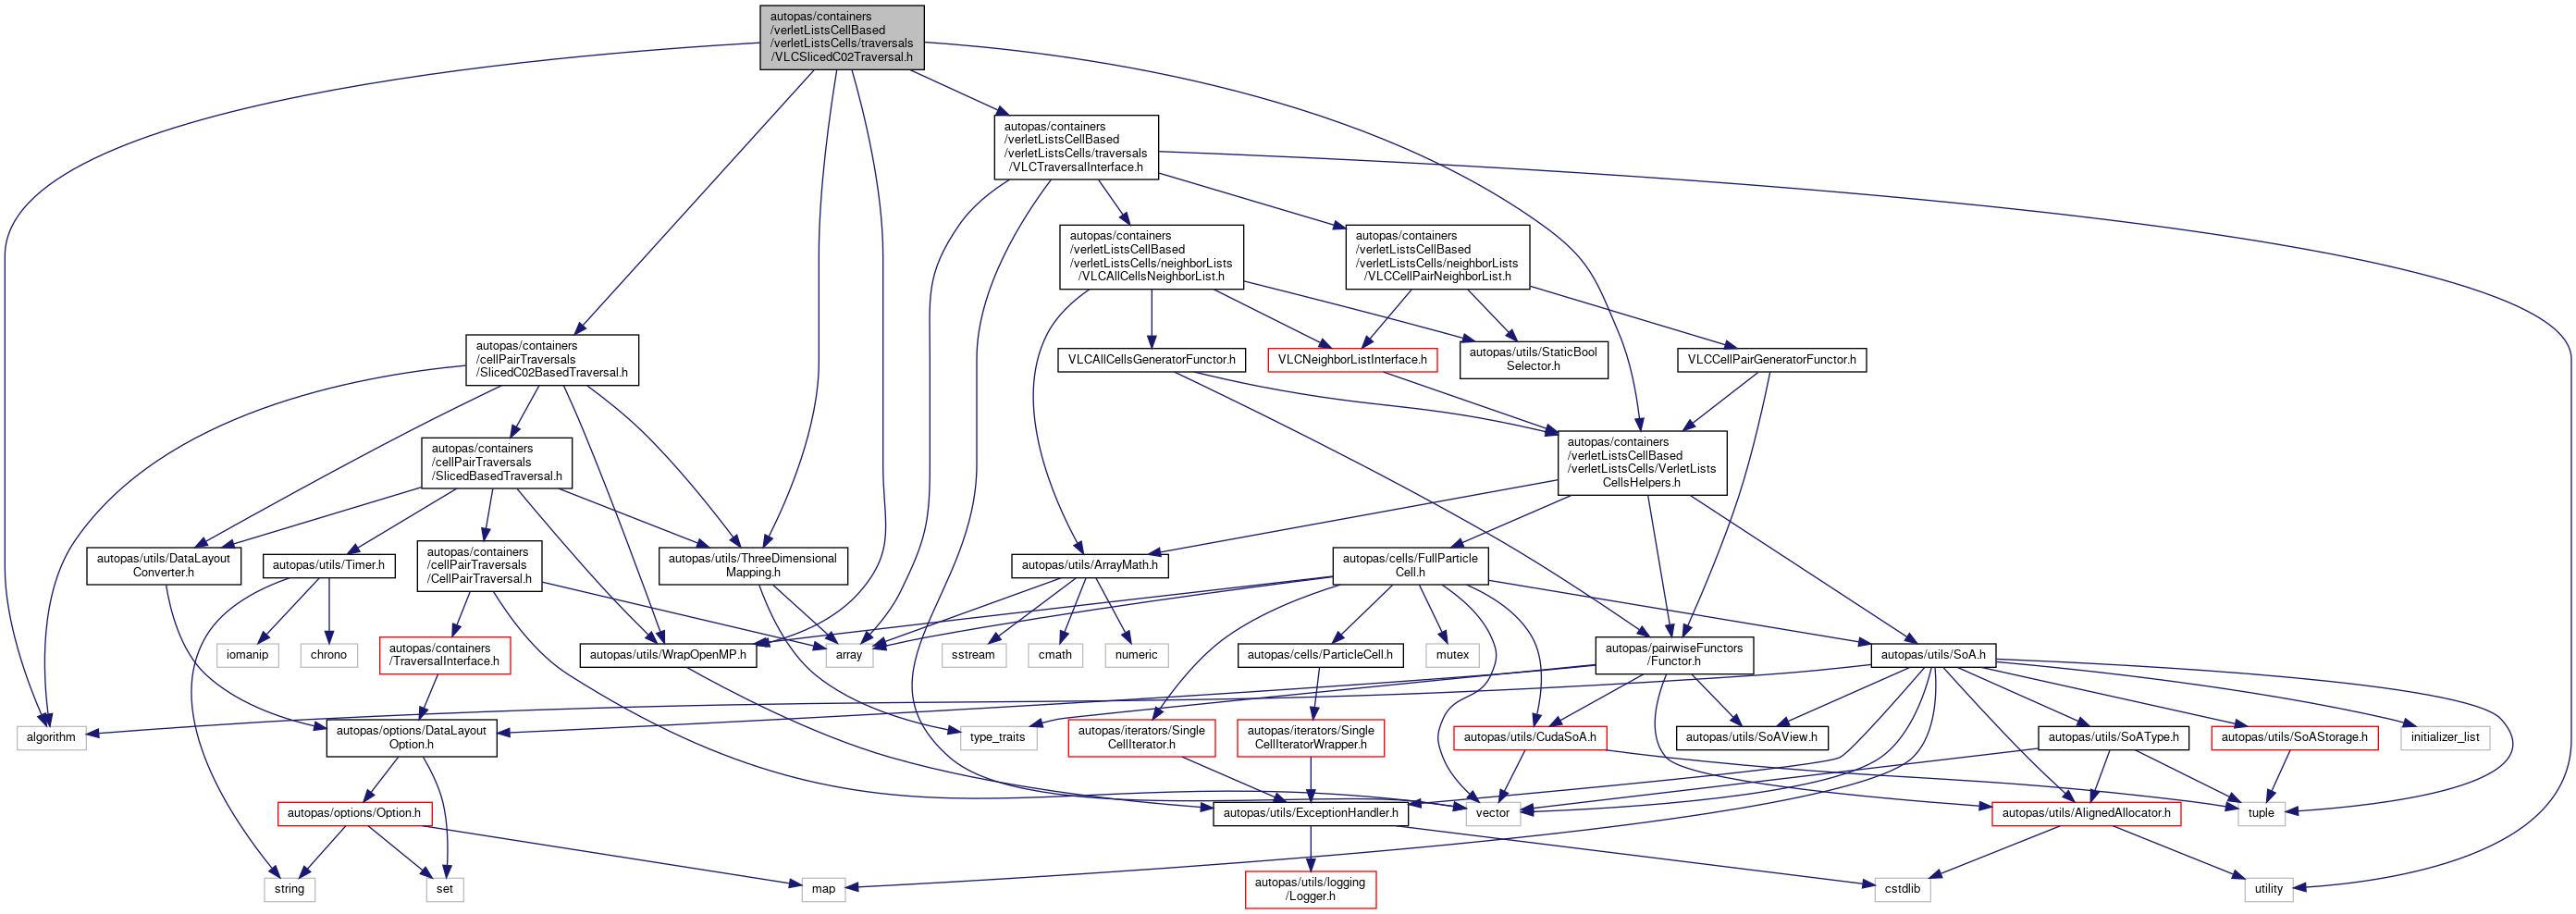 autopas/containers
/verletListsCellBased
/verletListsCells/traversals
/VLCSlicedC02Traversal.h
autopas/containers
/verletListsCellBased
/verletListsCells/traversals
/VLCTraversalInterface.h
autopas/containers
/verletListsCellBased
/verletListsCells/neighborLists
/VLCAllCellsNeighborList.h
autopas/containers
/verletListsCellBased
/verletListsCells/neighborLists
/VLCCellPairNeighborList.h
autopas/containers
/cellPairTraversals
/SlicedC02BasedTraversal.h
VLCAllCellsGeneratorFunctor.h
VLCNeighborListInterface.h
autopas/utils/StaticBool
Selector.h
VLCCellPairGeneratorFunctor.h
autopas/containers
/cellPairTraversals
/SlicedBasedTraversal.h
autopas/containers
/verletListsCellBased
/verletListsCells/VerletLists
CellsHelpers.h
autopas/utils/DataLayout
Converter.h
autopas/utils/Timer.h
autopas/containers
/cellPairTraversals
/CellPairTraversal.h
autopas/utils/ThreeDimensional
Mapping.h
autopas/utils/ArrayMath.h
autopas/cells/FullParticle
Cell.h
iomanip
chrono
autopas/containers
/TraversalInterface.h
autopas/utils/WrapOpenMP.h
array
sstream
cmath
numeric
autopas/cells/ParticleCell.h
mutex
autopas/pairwiseFunctors
/Functor.h
autopas/utils/SoA.h
algorithm
autopas/options/DataLayout
Option.h
type_traits
autopas/iterators/Single
CellIterator.h
autopas/iterators/Single
CellIteratorWrapper.h
autopas/utils/CudaSoA.h
autopas/utils/SoAView.h
autopas/utils/SoAType.h
autopas/utils/SoAStorage.h
initializer_list
autopas/options/Option.h
autopas/utils/ExceptionHandler.h
vector
autopas/utils/AlignedAllocator.h
tuple
string
set
map
autopas/utils/logging
/Logger.h
cstdlib
utility